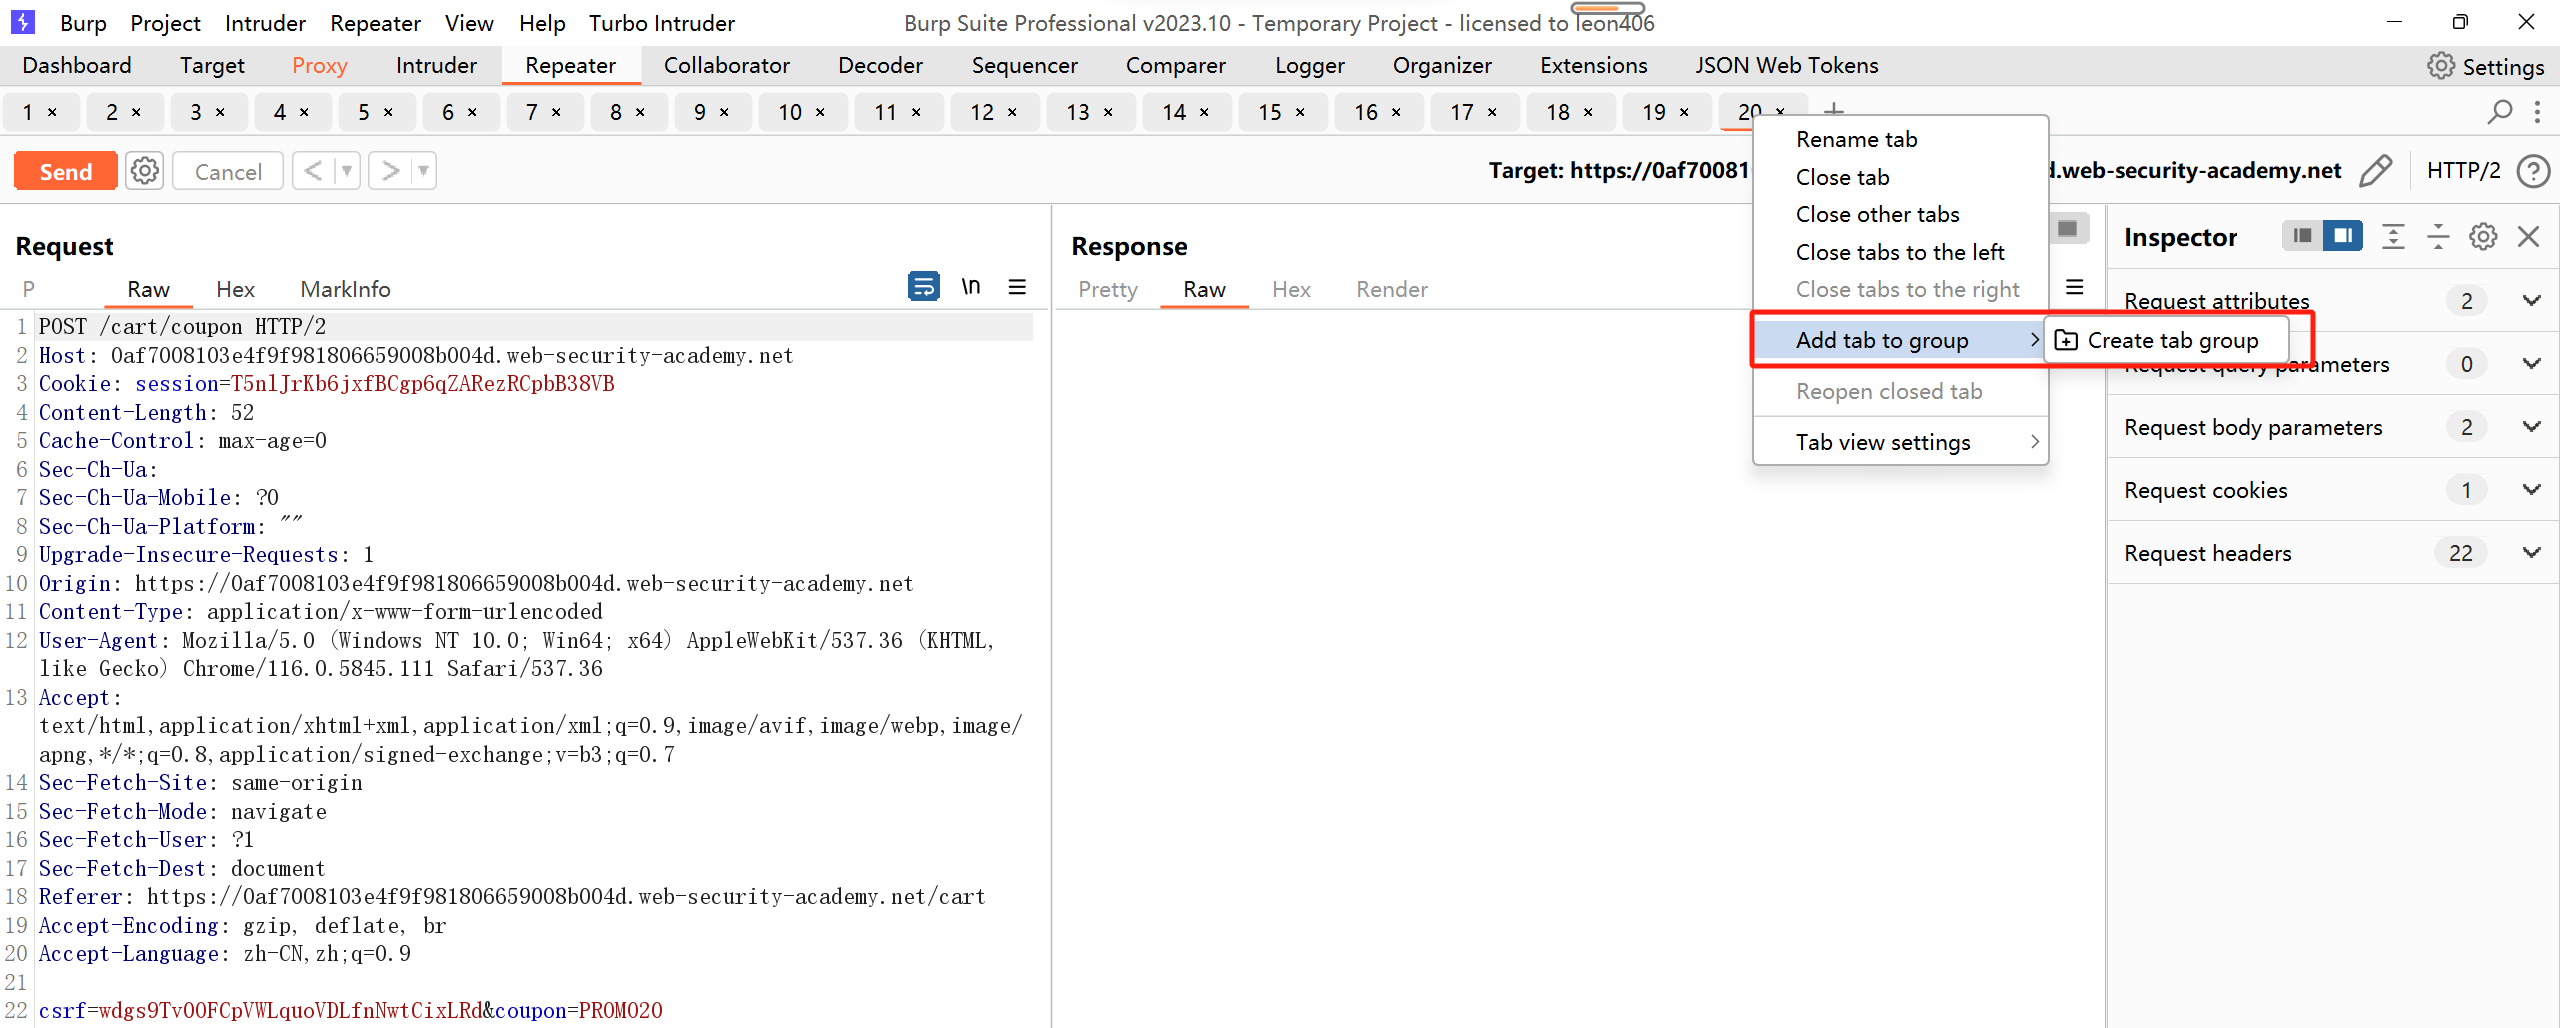 Burp Project Intruder Repeater View Help Turbo Intruder Burp Suite Professional v2023.10 - Temporary Project - licensed to leon406
Dashboard Target Proxy Intruder Repeater Collaborator Decoder Sequencer Comparer Logger Organizer Extensions JSON Web Tokens Settings
1 × 2 × 3 × 4 × 5 × 6 × 7 × 8 × 9 × 10 × 11 × 12 × 13 × 14 × 15 × 16 × 17 × 18 × 19 × 20 × +
Send Cancel < > Target: https://0af70081 d.web-security-academy.net HTTP/2 ?
Rename tab
Close tab
Close other tabs
Close tabs to the left
Close tabs to the right
Add tab to group
Create tab group
Reopen closed tab
Tab view settings
Request
P Raw Hex MarkInfo \n
1 POST /cart/coupon HTTP/2
2 Host: 0af7008103e4f9f981806659008b004d.web-security-academy.net
3 Cookie: session=T5nlJrKb6jxfBCgp6qZARezRCpbB38VB
4 Content-Length: 52
5 Cache-Control: max-age=0
6 Sec-Ch-Ua:
7 Sec-Ch-Ua-Mobile: ?0
8 Sec-Ch-Ua-Platform: ""
9 Upgrade-Insecure-Requests: 1
10 Origin: https://0af7008103e4f9f981806659008b004d.web-security-academy.net
11 Content-Type: application/x-www-form-urlencoded
12 User-Agent: Mozilla/5.0 (Windows NT 10.0; Win64; x64) AppleWebKit/537.36 (KHTML,
like Gecko) Chrome/116.0.5845.111 Safari/537.36
13 Accept:
text/html,application/xhtml+xml,application/xml;q=0.9,image/avif,image/webp,image/
apng,*/*;q=0.8,application/signed-exchange;v=b3;q=0.7
14 Sec-Fetch-Site: same-origin
15 Sec-Fetch-Mode: navigate
16 Sec-Fetch-User: ?1
17 Sec-Fetch-Dest: document
18 Referer: https://0af7008103e4f9f981806659008b004d.web-security-academy.net/cart
19 Accept-Encoding: gzip, deflate, br
20 Accept-Language: zh-CN,zh;q=0.9
21
22 csrf=wdgs9Tv00FCpVWLquoVDLfnNwtCixLRd&coupon=PROMO20
Response
Pretty Raw Hex Render
Inspector
Request attributes 2
Request query parameters 0
Request body parameters 2
Request cookies 1
Request headers 22